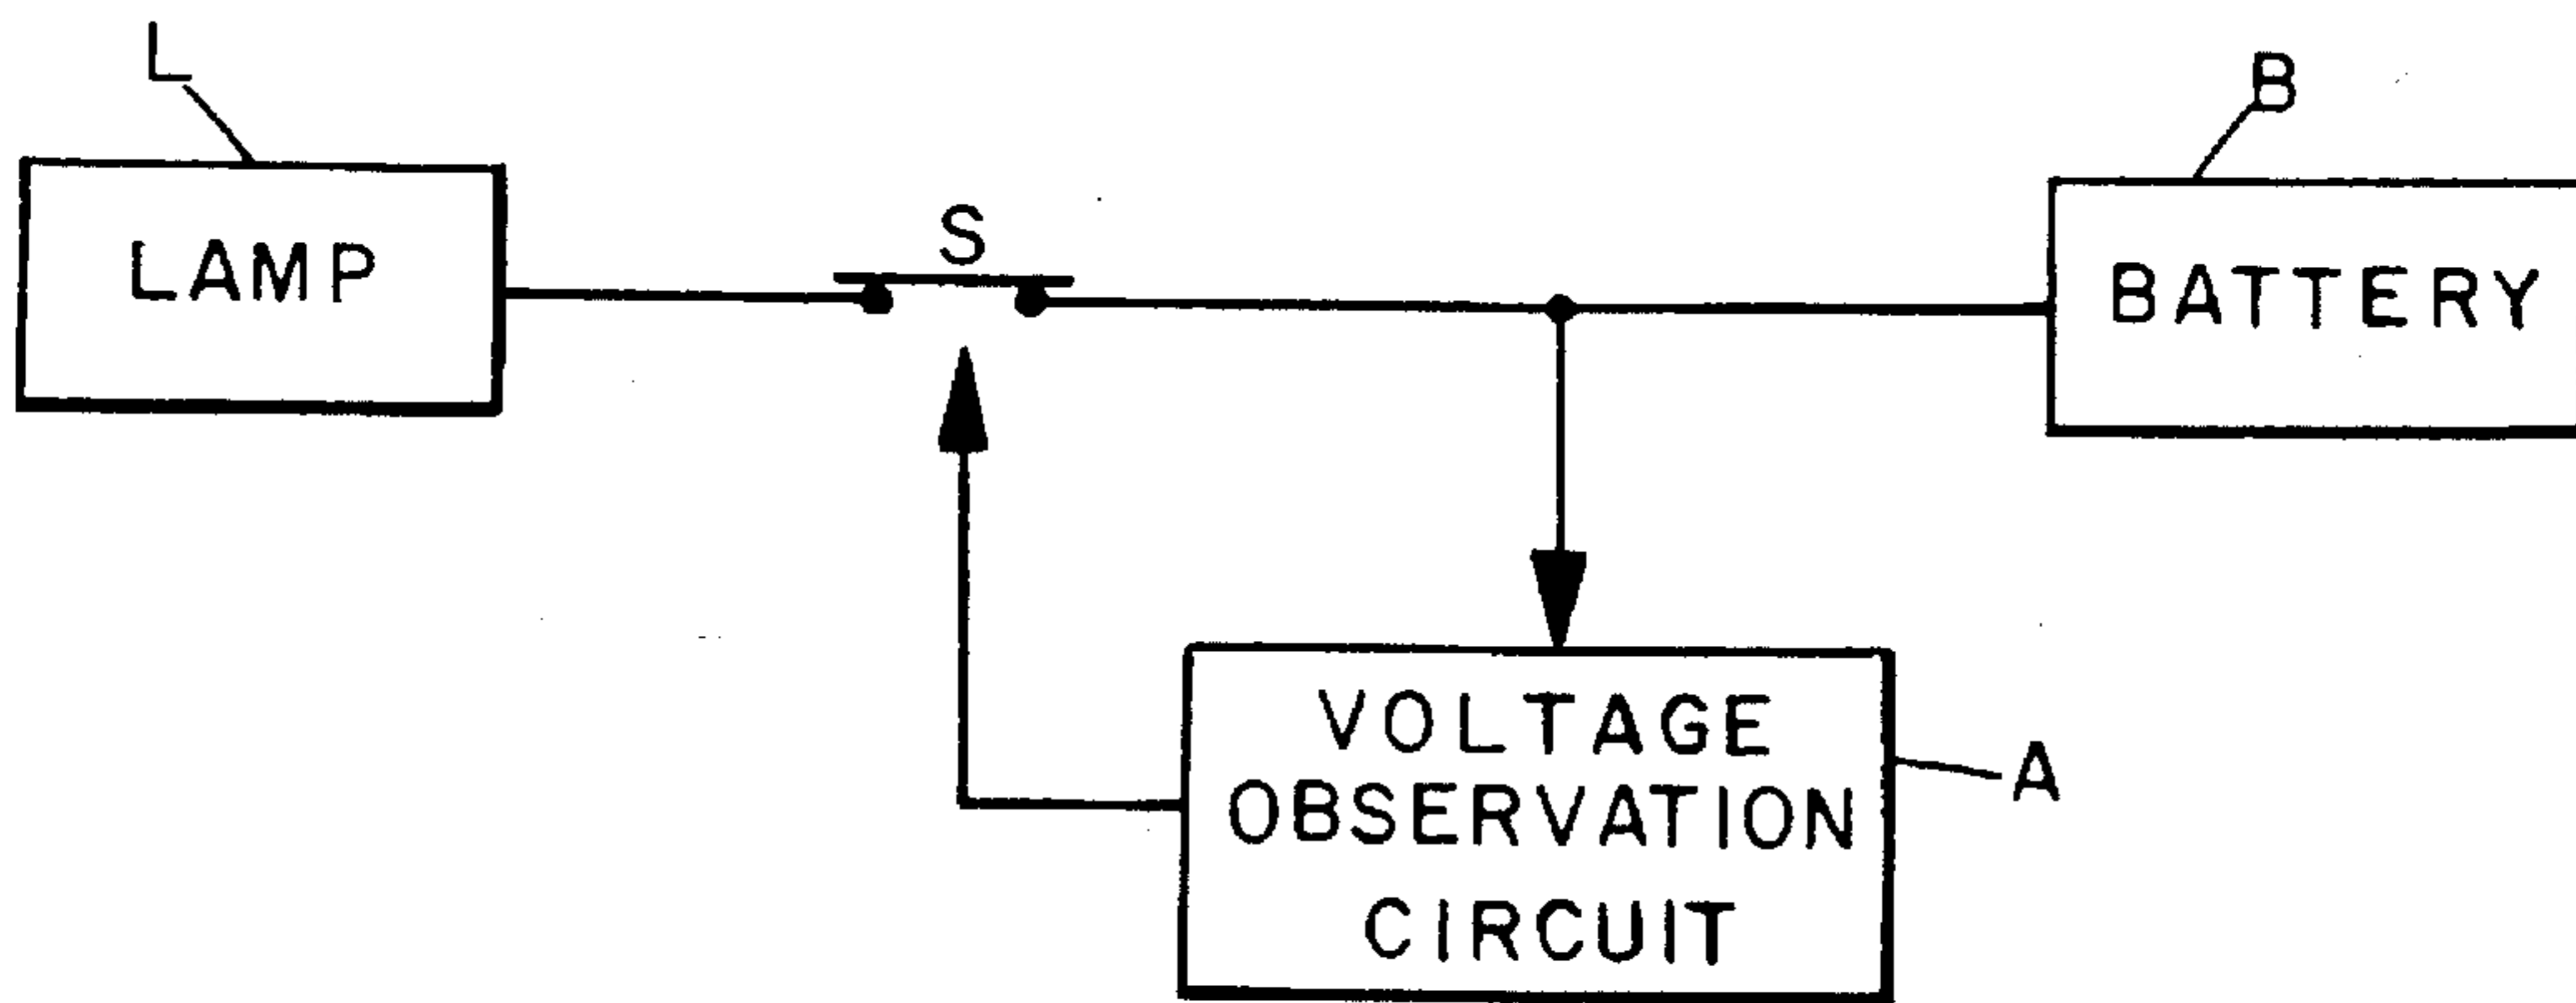 L
B
S
LAMP
BATTERY
VOLTAGE
A
OBSERVATION
CIRCUIT